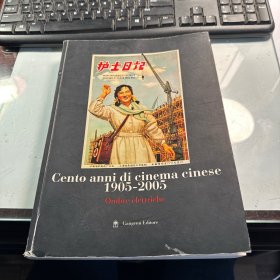 护士日记
Cento anni di cinema cinese
1905-2005
Ombre elettriche
Gangemi Editore